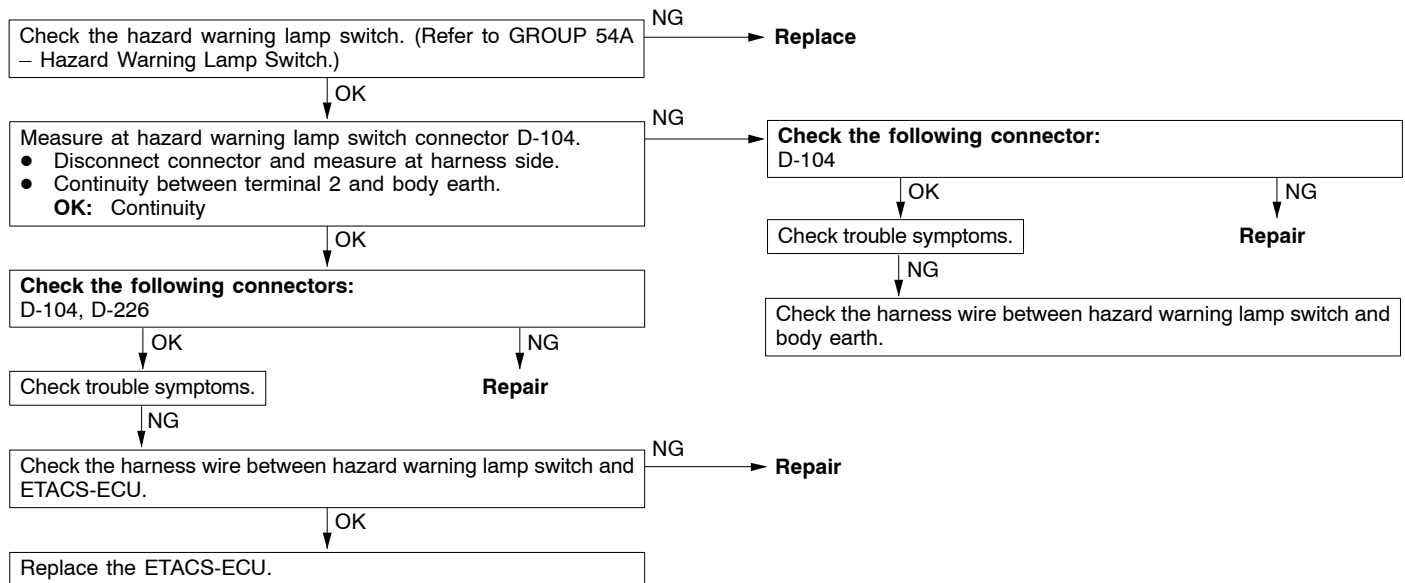 Check the hazard warning lamp switch. (Refer to GROUP 54A
– Hazard Warning Lamp Switch.)
NG
Replace
OK
Measure at hazard warning lamp switch connector D-104.
● Disconnect connector and measure at harness side.
● Continuity between terminal 2 and body earth.
OK: Continuity
NG
Check the following connector:
D-104
OK
NG
Check trouble symptoms.
Repair
NG
Check the harness wire between hazard warning lamp switch and
body earth.
OK
Check the following connectors:
D-104, D-226
OK
NG
Check trouble symptoms.
Repair
NG
Check the harness wire between hazard warning lamp switch and
ETACS-ECU.
NG
Repair
OK
Replace the ETACS-ECU.